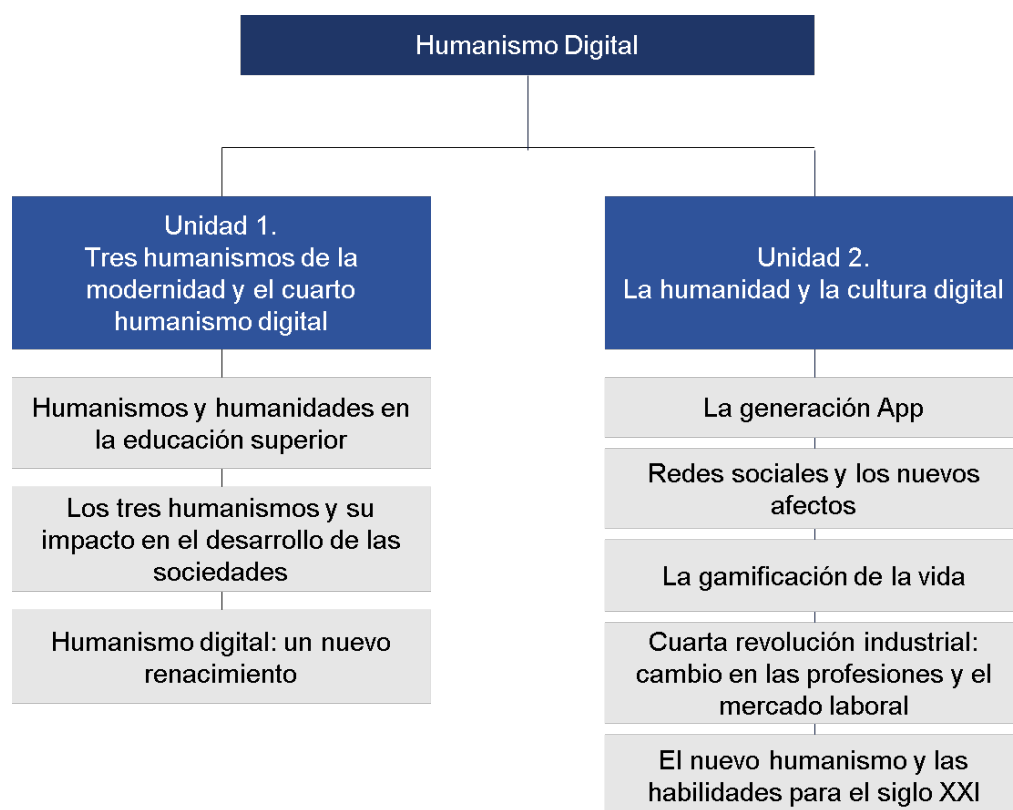 Humanismo Digital
Unidad 1.
Tres humanismos de la
modernidad y el cuarto
humanismo digital
Humanismos y humanidades en
la educación superior
Los tres humanismos y su
impacto en el desarrollo de las
sociedades
Humanismo digital: un nuevo
renacimiento
Unidad 2.
La humanidad y la cultura digital
La generación App
Redes sociales y los nuevos
afectos
La gamificación de la vida
Cuarta revolución industrial:
cambio en las profesiones y el
mercado laboral
El nuevo humanismo y las
habilidades para el siglo XXI